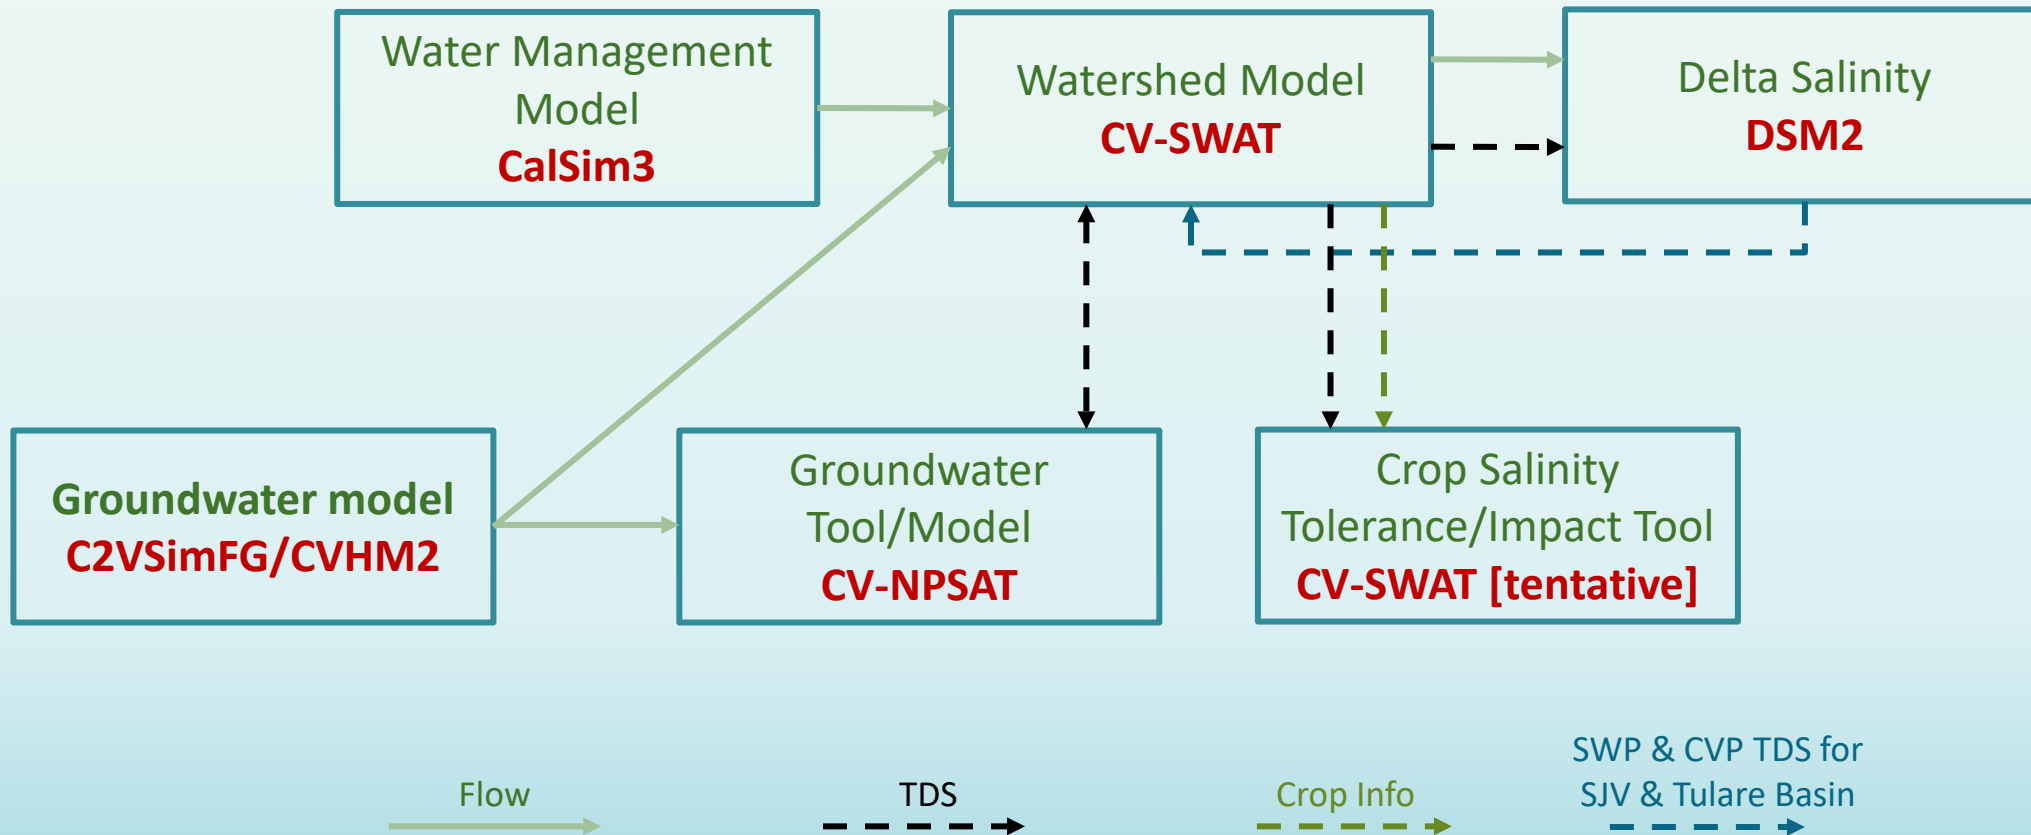 Water Management
Model
CalSim3
Watershed Model
CV-SWAT
Delta Salinity
DSM2
Groundwater model
C2VSimFG/CVHM2
Groundwater
Tool/Model
CV-NPSAT
Crop Salinity
Tolerance/Impact Tool
CV-SWAT [tentative]
Flow
TDS
Crop Info
SWP & CVP TDS for
SJV & Tulare Basin